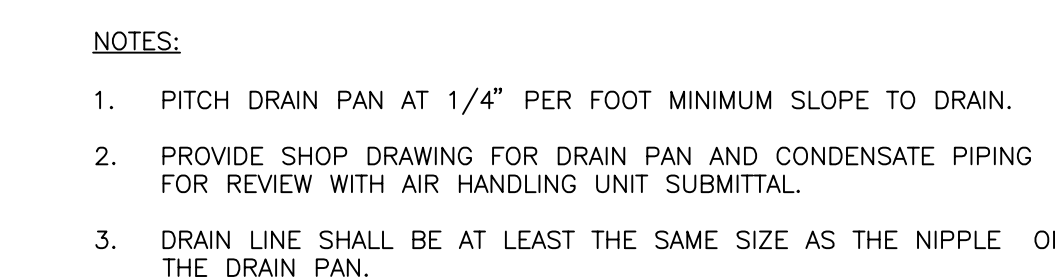 NOTES:
1. PITCH DRAIN PAN AT 1/4" PER FOOT MINIMUM SLOPE TO DRAIN.
2. PROVIDE SHOP DRAWING FOR DRAIN PAN AND CONDENSATE PIPING
FOR REVIEW WITH AIR HANDLING UNIT SUBMITTAL.
3. DRAIN LINE SHALL BE AT LEAST THE SAME SIZE AS THE NIPPLE
THE DRAIN PAN.